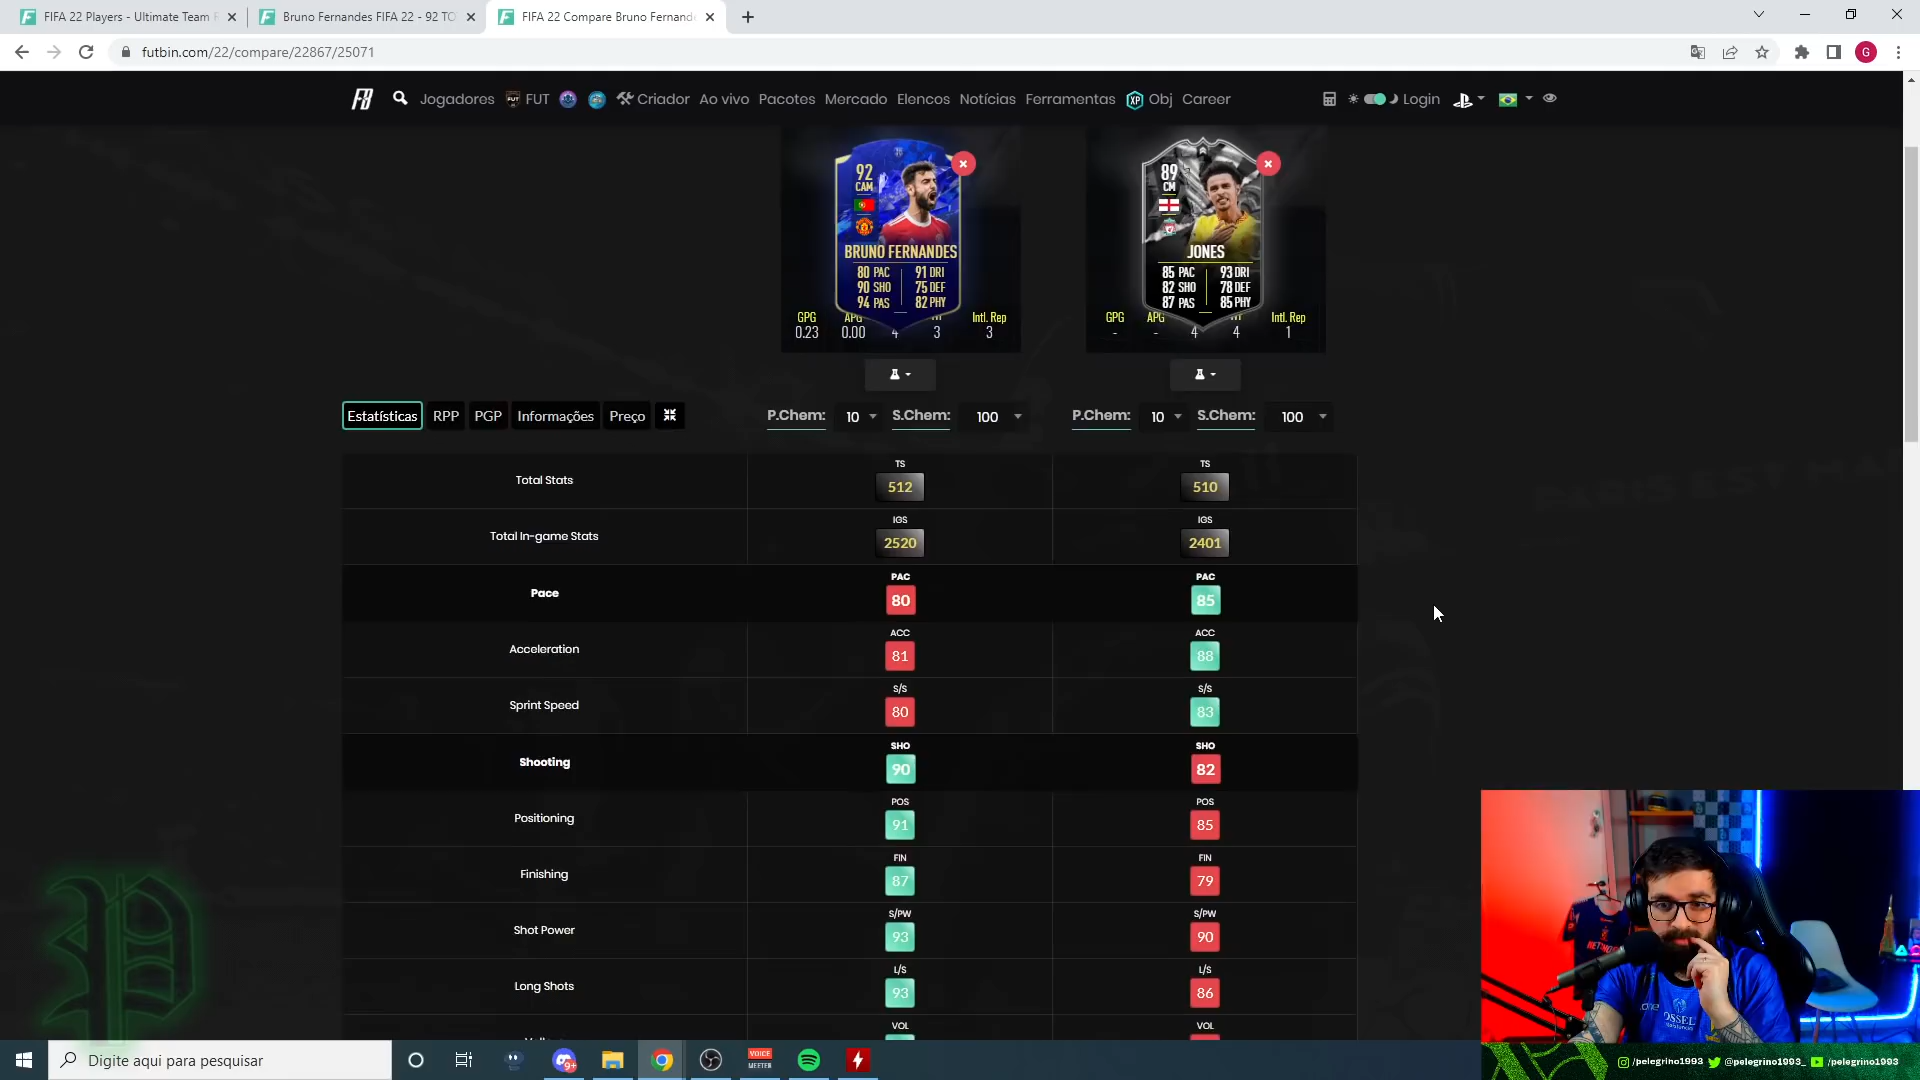 FIFA 22 Players - Ultimate Team F
Bruno Fernandes FIFA 22 - 92 TO
FIFA 22 Compare Bruno Fernand
futbin.com/22/compare/22867/25071
G
Jogadores FUT Criador Ao vivo Pacotes Mercado Elencos Notícias Ferramentas XP Obj Career Login
92 CAM
BRUNO FERNANDES
80 PAC 91 DRI
90 SHO 75 DEF
94 PAS 82 PHY
GPG APG Intl. Rep
0.23 0.00 4 3 3
89 CM
JONES
85 PAC 93 DRI
82 SHO 78 DEF
87 PAS 85 PHY
GPG APG Intl. Rep
- - 4 4 1
Estatísticas RPP PGP Informações Preço
P.Chem: 10 S.Chem: 100
P.Chem: 10 S.Chem: 100
TS TS
Total Stats 512 510
IGS IGS
Total In-game Stats 2520 2401
PAC PAC
Pace 80 85
ACC ACC
Acceleration 81 88
S/S S/S
Sprint Speed 80 83
SHO SHO
Shooting 90 82
POS POS
Positioning 91 85
FIN FIN
Finishing 87 79
S/PW S/PW
Shot Power 93 90
L/S L/S
Long Shots 93 86
VOL VOL
Digite aqui para pesquisar
9+
VOICE
MEETER
/pelegrino1993 @pelegrino1993_ /pelegrino1993